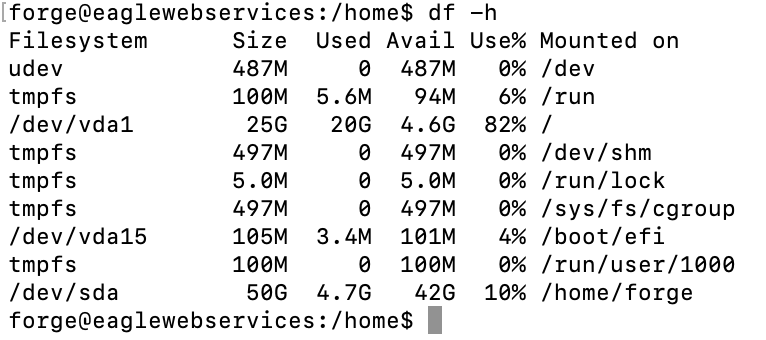 [forge@eaglewebservices:/home$ df -h
Filesystem      Size  Used Avail Use% Mounted on
udev            487M     0  487M   0% /dev
tmpfs           100M  5.6M   94M   6% /run
/dev/vda1        25G   20G  4.6G  82% /
tmpfs           497M     0  497M   0% /dev/shm
tmpfs           5.0M     0  5.0M   0% /run/lock
tmpfs           497M     0  497M   0% /sys/fs/cgroup
/dev/vda15      105M  3.4M  101M   4% /boot/efi
tmpfs           100M     0  100M   0% /run/user/1000
/dev/sda         50G  4.7G   42G  10% /home/forge
forge@eaglewebservices:/home$